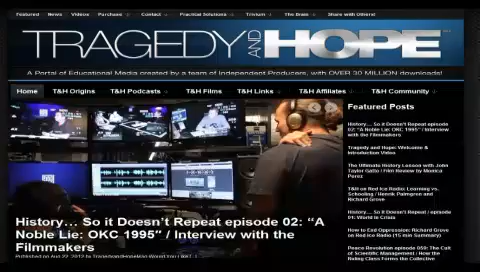 Featured News Videos Purchase Contact Practical Solutions Trivium The Brain Share with Others!
TRAGEDY AND HOPE
A Portal of Educational Media created by a team of Independent Producers, with OVER 30 MILLION downloads!
Home T&H Origins T&H Podcasts T&H Films T&H Links T&H Affiliates T&H Community
Featured Posts
History… So it Doesn't Repeat episode
02: "A Noble Lie: OKC 1995" / Interview
with the Filmmakers
Tragedy and Hope: Welcome &
Introduction Video
The Ultimate History Lesson with John
Taylor Gatto / Film Review by Monica
Perez
T&H on Red Ice Radio: Learning vs.
Schooling / Henrik Palmgren and
Richard Grove
History… So it Doesn't Repeat / episode
01: World in Crisis
How to End Oppression: Richard Grove
on Red Ice Radio (15 min Summary)
Peace Revolution episode 059: The Cult
of Scientific Management / How the
Ruling Class Forms the Collective
History… So it Doesn't Repeat episode 02: "A
Noble Lie: OKC 1995" / Interview with the
Filmmakers
Published on Aug 22, 2012